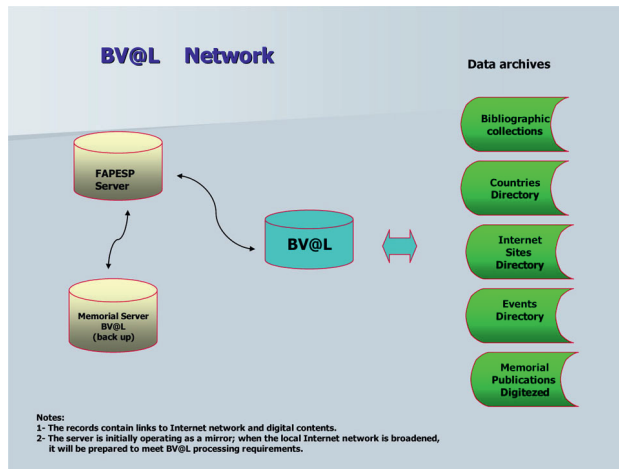 BV@L Network
Data archives
Bibliographic
collections
FAPESP
Server
Countries
Directory
BV@L
Internet
Sites
Directory
Events
Directory
Memorial Server
BV@L
(back up)
Memorial
Publications
Digitezed
Notes:
1- The records contain links to Internet network and digital contents.
2- The server is initially operating as a mirror; when the local Internet network is broadened,
it will be prepared to meet BV@L processing requirements.